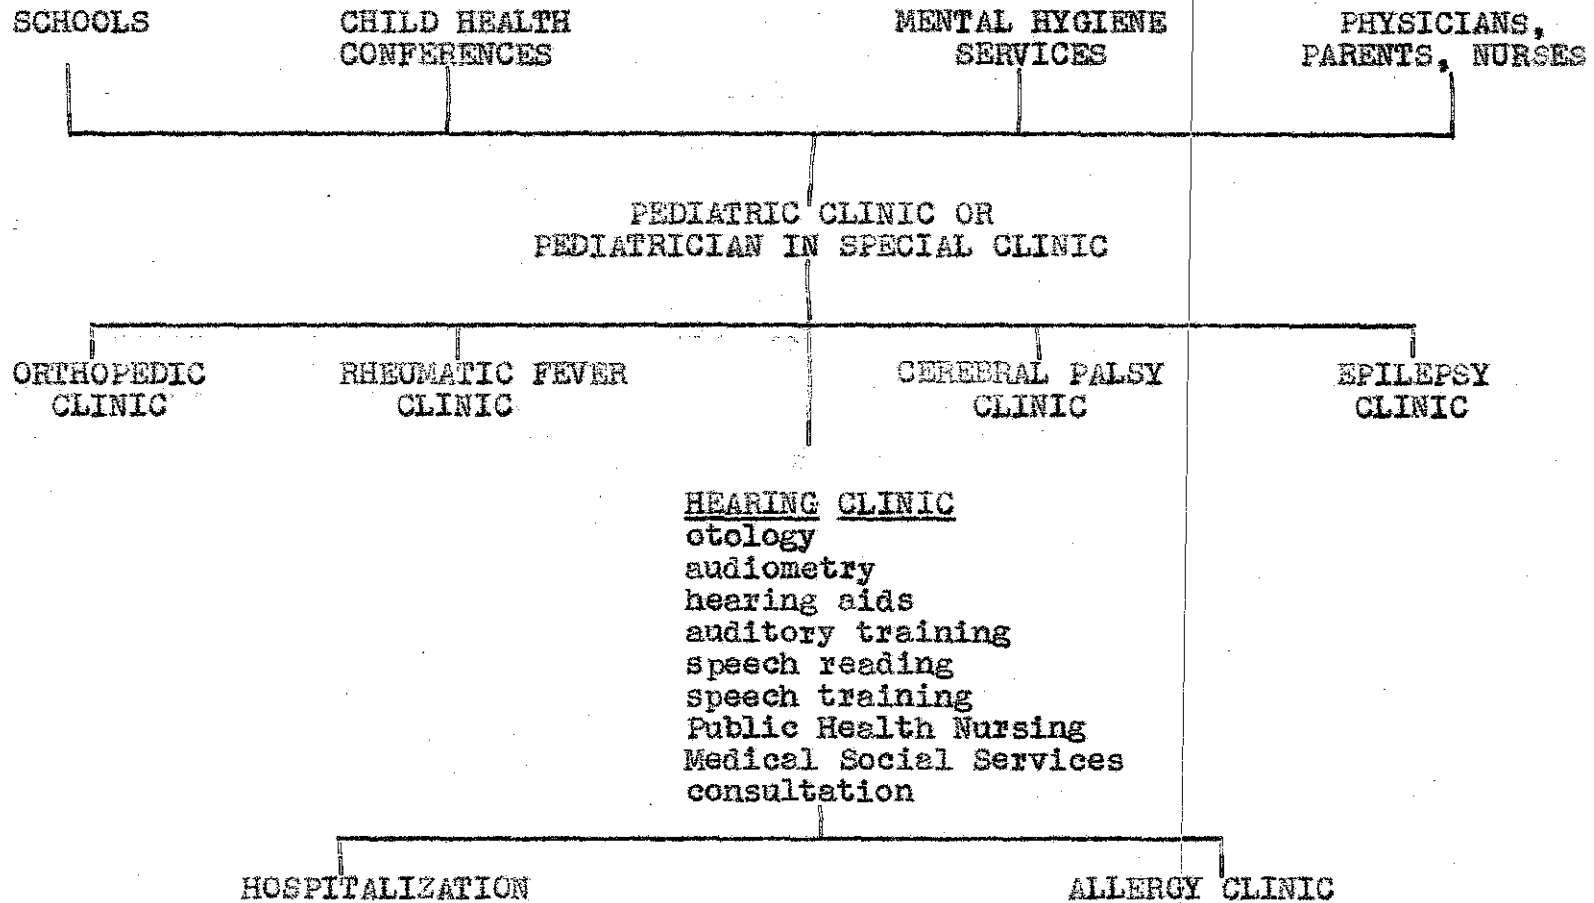 SCHOOLS
CHILD HEALTH
CONFERENCES
MENTAL HYGIENE
SERVICES
PHYSICIANS,
PARENTS, NURSES
PEDIATRIC CLINIC OR
PEDIATRICIAN IN SPECIAL CLINIC
ORTHOPEDIC
CLINIC
RHEUMATIC FEVER
CLINIC
CEREBRAL PALSY
CLINIC
EPILEPSY
CLINIC
HEARING CLINIC
otology
audiometry
hearing aids
auditory training
speech reading
speech training
Public Health Nursing
Medical Social Services
consultation
HOSPITALIZATION
ALLERGY CLINIC